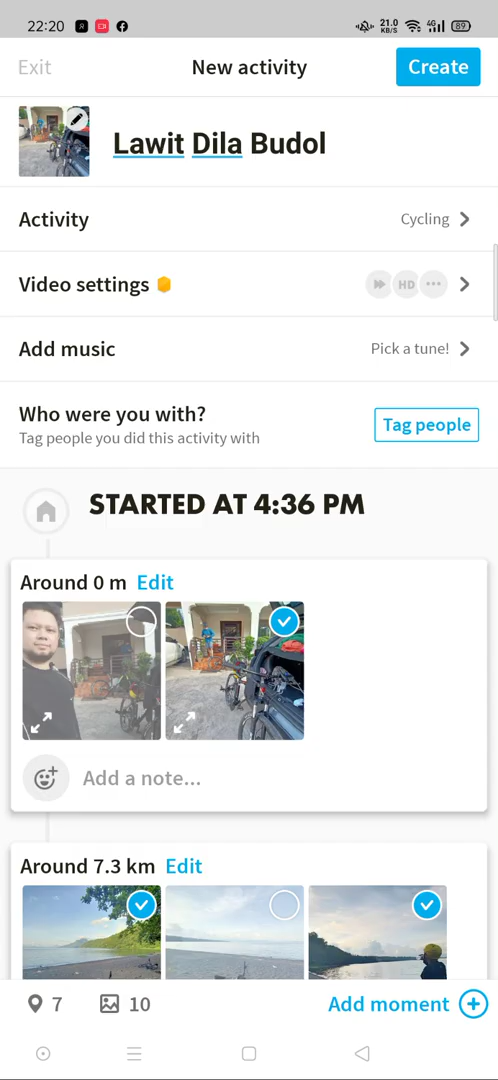 22:20
21.0
KB/S
4G
89
Exit
New activity
Create
Lawit Dila Budol
Activity
Cycling
Video settings
HD
Add music
Pick a tune!
Who were you with?
Tag people you did this activity with
Tag people
STARTED AT 4:36 PM
Around 0 m Edit
Add a note...
Around 7.3 km Edit
7
10
Add moment